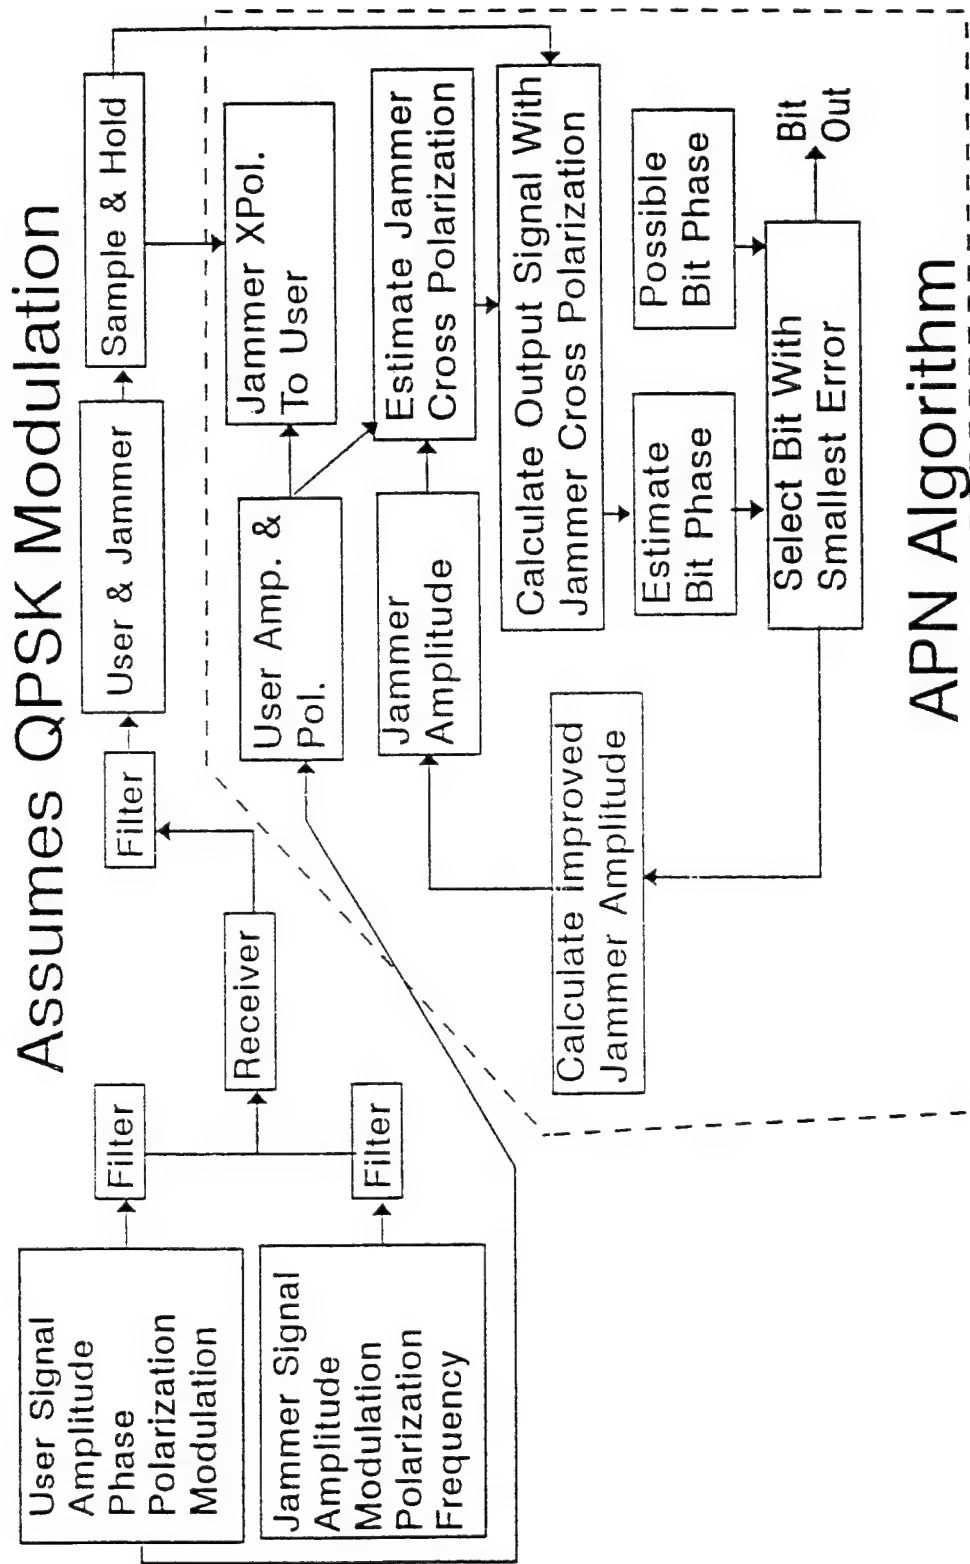 Assumes QPSK Modulation
User Signal
Amplitude
Phase
Polarization
Modulation
Filter
Jammer Signal
Amplitude
Modulation
Polarization
Frequency
Filter
Receiver
Filter
User & Jammer
Sample & Hold
User Amp. &
Pol.
Jammer XPol.
To User
Jammer
Amplitude
Estimate Jammer
Cross Polarization
Calculate Output Signal With
Jammer Cross Polarization
Calculate Improved
Jammer Amplitude
Estimate
Bit Phase
Possible
Bit Phase
Select Bit With
Smallest Error
Bit
Out
APN Algorithm